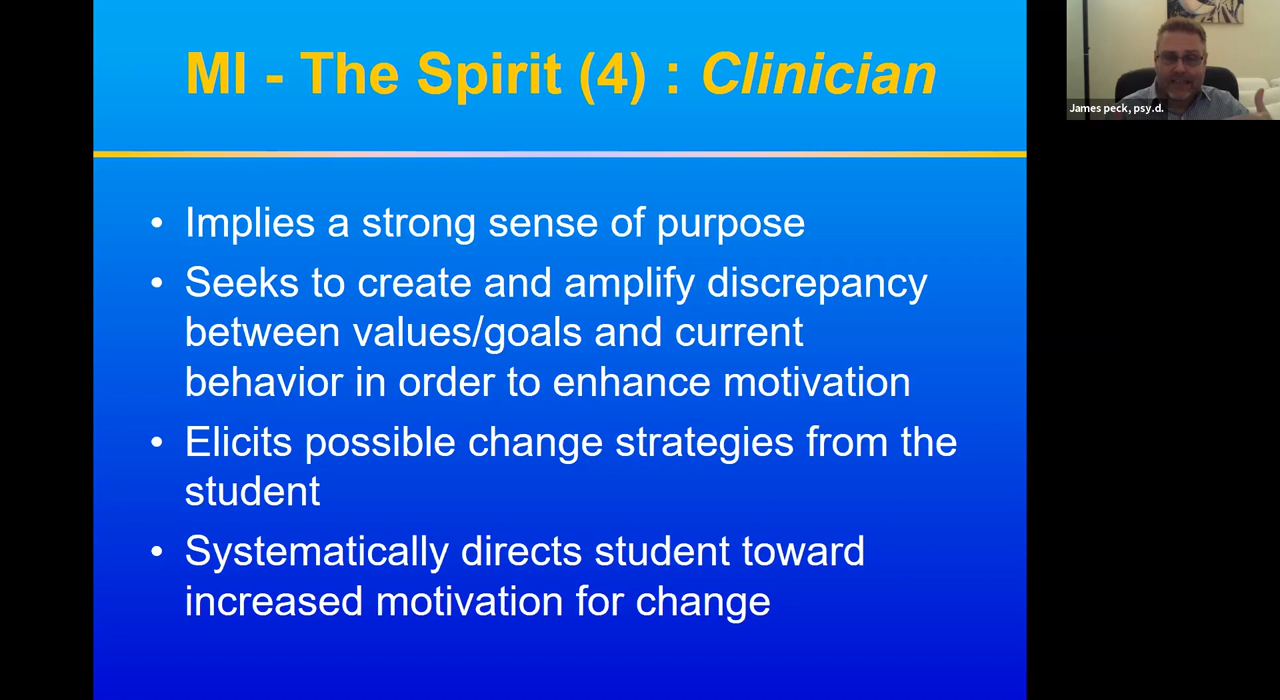 MI - The Spirit (4) : Clinician
• Implies a strong sense of purpose
• Seeks to create and amplify discrepancy
between values/goals and current
behavior in order to enhance motivation
• Elicits possible change strategies from the
student
• Systematically directs student toward
increased motivation for change
James peck, psy.d.